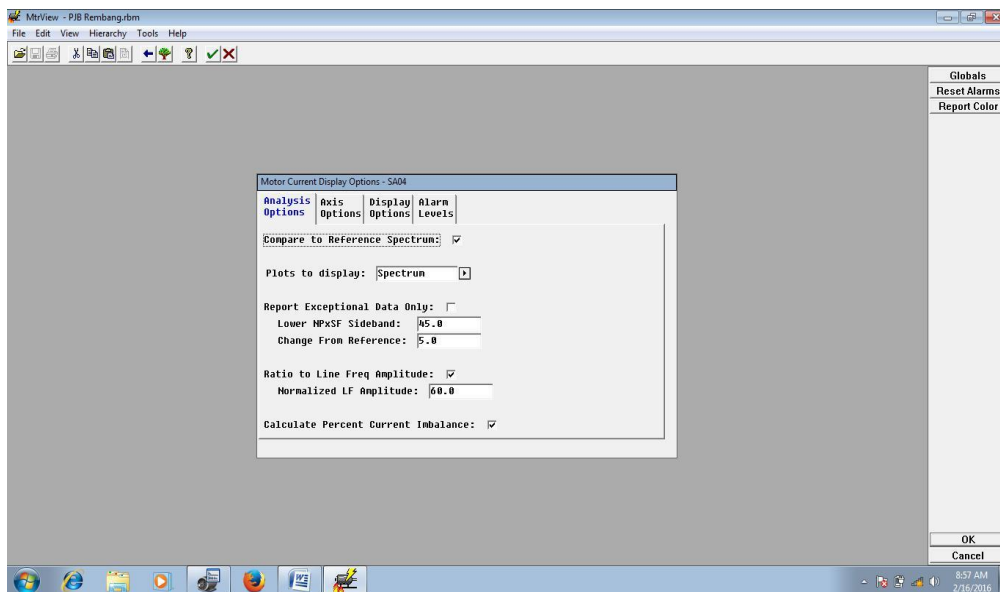 MtrView - PJB Rembang.rbm
File Edit View Hierarchy Tools Help
Globals
Reset Alarms
Report Color
Motor Current Display Options - SA04
Analysis Options
Axis Options
Display Options
Alarm Levels
Compare to Reference Spectrum:
Plots to display: Spectrum
Report Exceptional Data Only:
Lower NPxSF Sideband: 45.0
Change From Reference: 5.0
Ratio to Line Freq Amplitude:
Normalized LF Amplitude: 60.0
Calculate Percent Current Imbalance:
OK
Cancel
8:57 AM
2/16/2016